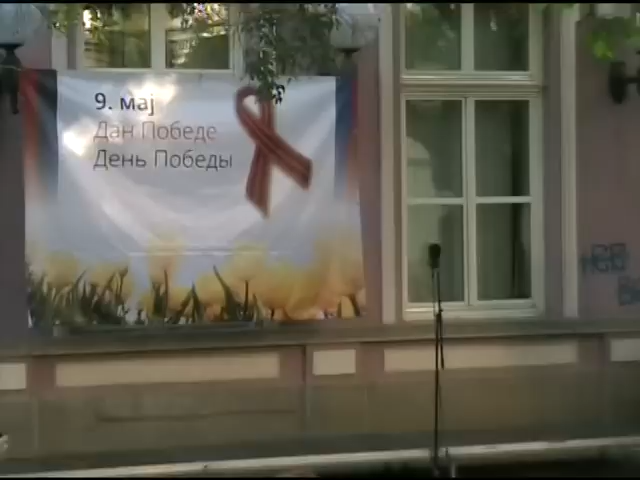 9. мај
Дан Победе
День Победы